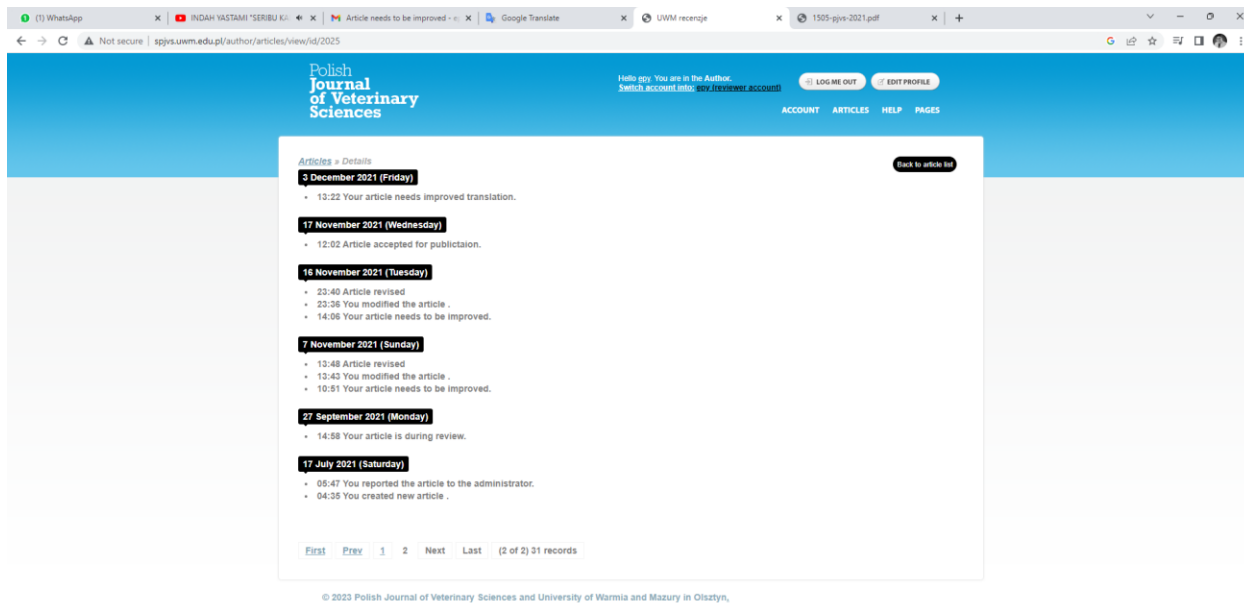 (1) WhatsApp
INDAH YASTAMI "SERIBU KA
Article needs to be improved - e
Google Translate
UWM recenzje
1505-pjvs-2021.pdf
Not secure | spjvs.uwm.edu.pl/author/articles/view/id/2025
Polish
Journal
of Veterinary
Sciences
Hello epy. You are in the Author.
Switch account into: epy (reviewer account)
LOG ME OUT
EDIT PROFILE
ACCOUNT ARTICLES HELP PAGES
Articles » Details
Back to article list
3 December 2021 (Friday)
13:22 Your article needs improved translation.
17 November 2021 (Wednesday)
12:02 Article accepted for publictaion.
16 November 2021 (Tuesday)
23:40 Article revised
23:36 You modified the article .
14:06 Your article needs to be improved.
7 November 2021 (Sunday)
13:48 Article revised
13:43 You modified the article .
10:51 Your article needs to be improved.
27 September 2021 (Monday)
14:58 Your article is during review.
17 July 2021 (Saturday)
05:47 You reported the article to the administrator.
04:35 You created new article .
First Prev 1 2 Next Last (2 of 2) 31 records
© 2023 Polish Journal of Veterinary Sciences and University of Warmia and Mazury in Olsztyn,